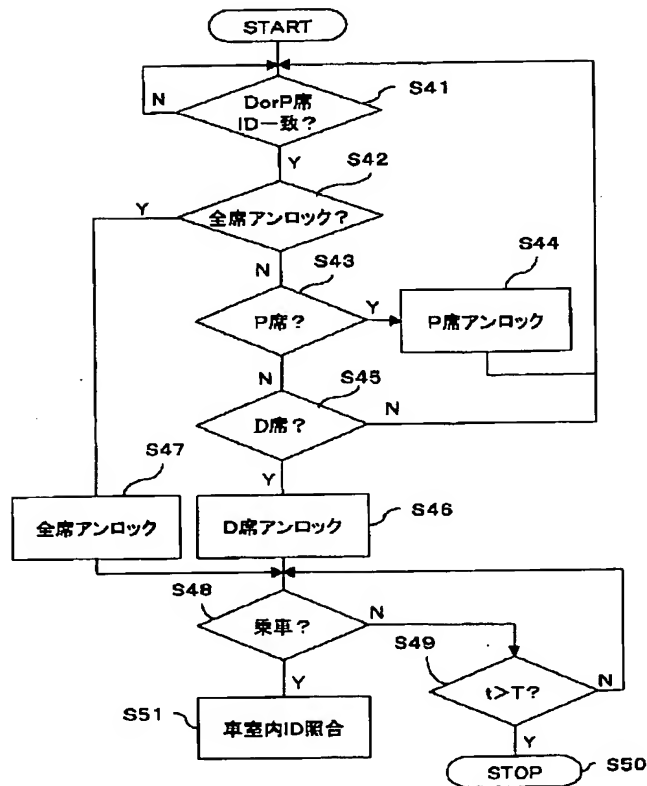 START
N
DorP席
ID一致？
S41
Y
S42
Y
全席アンロック？
N
S43
S44
P席？
Y
P席アンロック
N
S45
D席？
N
S47
Y
全席アンロック
D席アンロック
S46
S48
乗車？
N
S49
t>T？
N
Y
S51
車室内ID照合
Y
STOP
S50